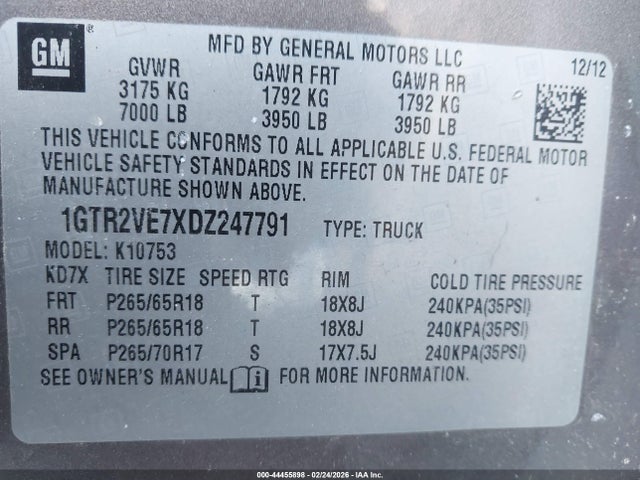 GM
MFD BY GENERAL MOTORS LLC
12/12
GVWR GAWR FRT GAWR RR
3175 KG 1792 KG 1792 KG
7000 LB 3950 LB 3950 LB
THIS VEHICLE CONFORMS TO ALL APPLICABLE U.S. FEDERAL MOTOR
VEHICLE SAFETY STANDARDS IN EFFECT ON THE DATE OF
MANUFACTURE SHOWN ABOVE.
1GTR2VE7XDZ247791 TYPE: TRUCK
MODEL: K10753
KD7X TIRE SIZE SPEED RTG RIM COLD TIRE PRESSURE
FRT P265/65R18 T 18X8J 240KPA(35PSI)
RR P265/65R18 T 18X8J 240KPA(35PSI)
SPA P265/70R17 S 17X7.5J 240KPA(35PSI)
SEE OWNER'S MANUAL FOR MORE INFORMATION.
000-44455898 - 02/24/2026 - IAA Inc.